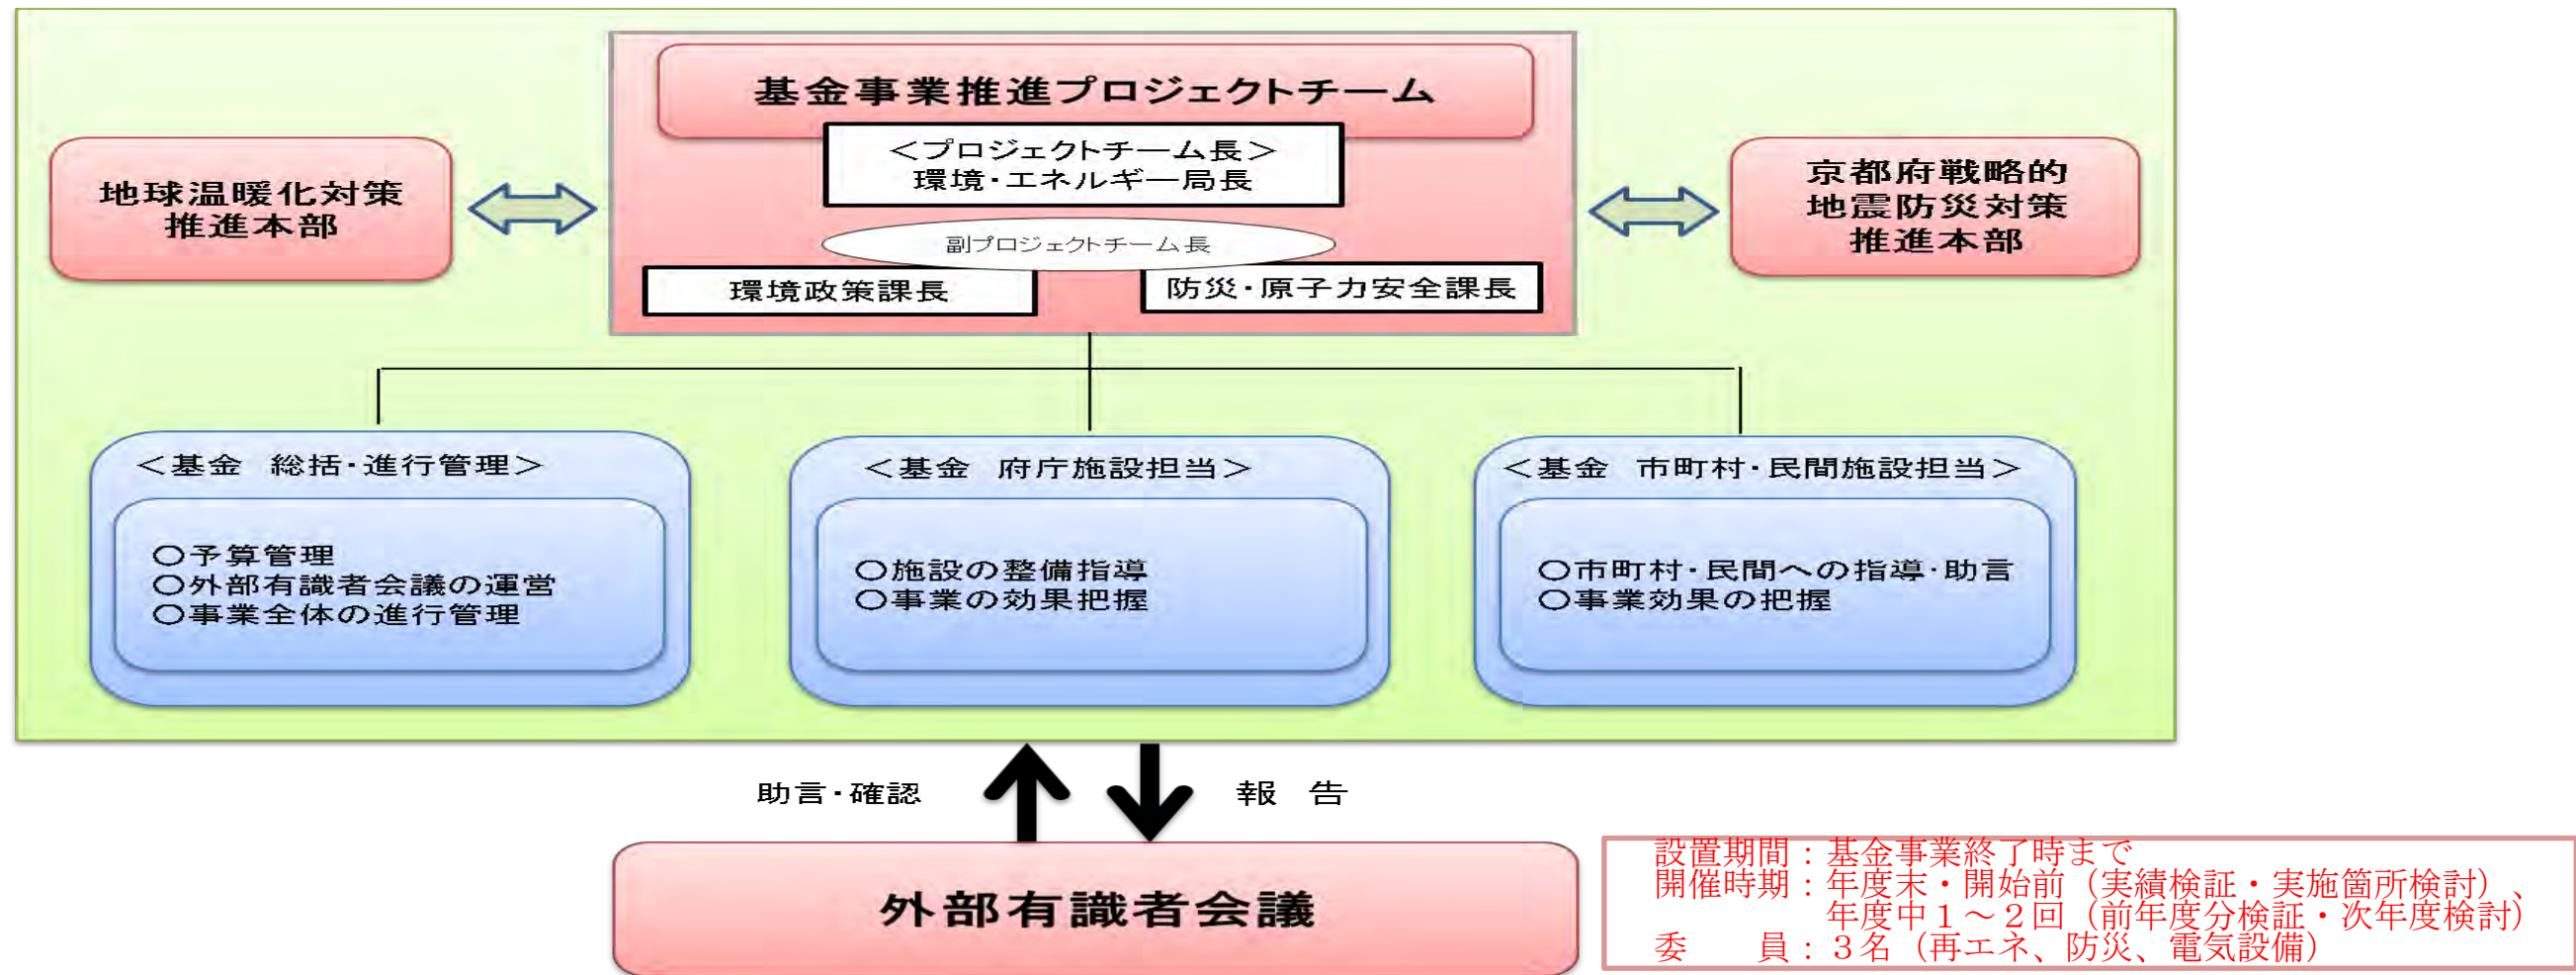 基金事業推進プロジェクトチーム
＜プロジェクトチーム長＞
環境・エネルギー局長
副プロジェクトチーム長
環境政策課長
防災・原子力安全課長
地球温暖化対策
推進本部
京都府戦略的
地震防災対策
推進本部
＜基金　総括・進行管理＞
〇予算管理
〇外部有識者会議の運営
〇事業全体の進行管理
＜基金　府庁施設担当＞
〇施設の整備指導
〇事業の効果把握
＜基金　市町村・民間施設担当＞
〇市町村・民間への指導・助言
〇事業効果の把握
助言・確認
報　告
外部有識者会議
設置期間：基金事業終了時まで
開催時期：年度末・開始前（実績検証・実施箇所検討）、
年度中１～２回（前年度分検証・次年度検討）
委　　員：３名（再エネ、防災、電気設備）